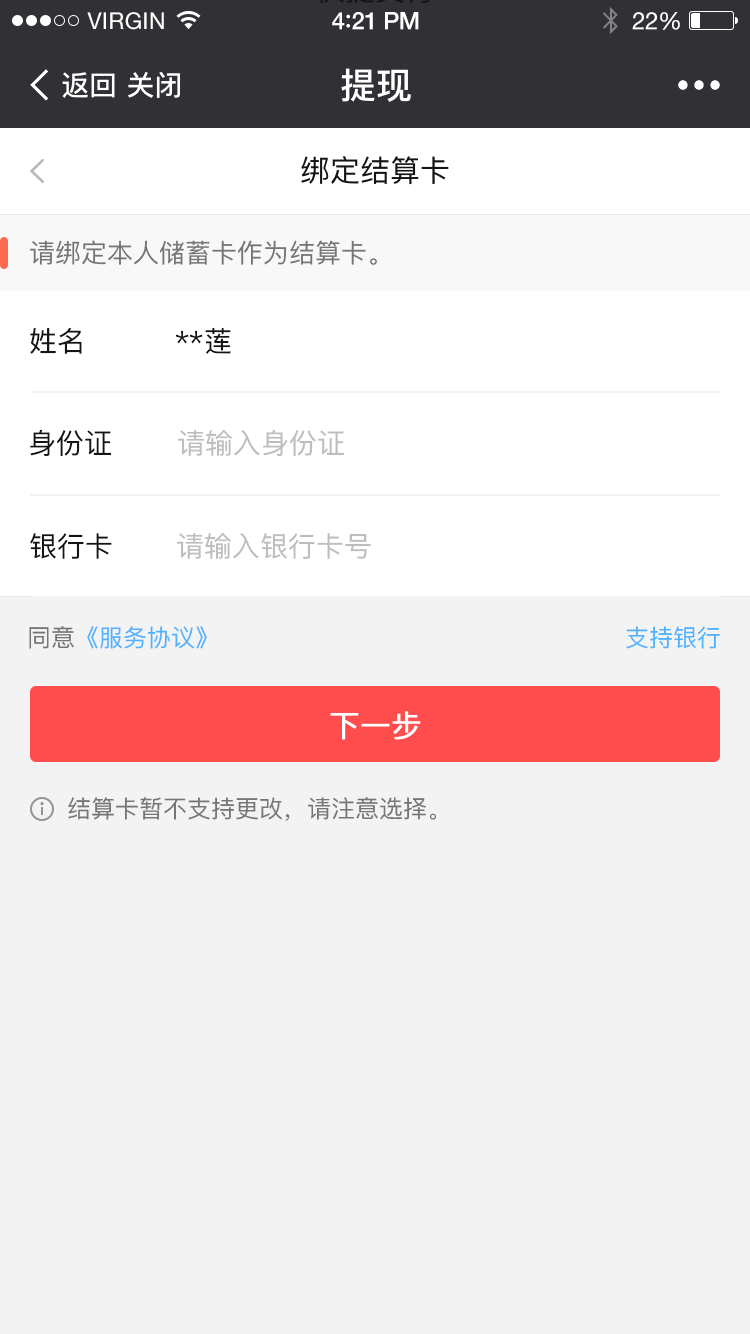 VIRGIN 4:21 PM 22%
返回 关闭 提现
绑定结算卡
请绑定本人储蓄卡作为结算卡。
姓名 **莲
身份证 请输入身份证
银行卡 请输入银行卡号
同意《服务协议》 支持银行
下一步
结算卡暂不支持更改，请注意选择。